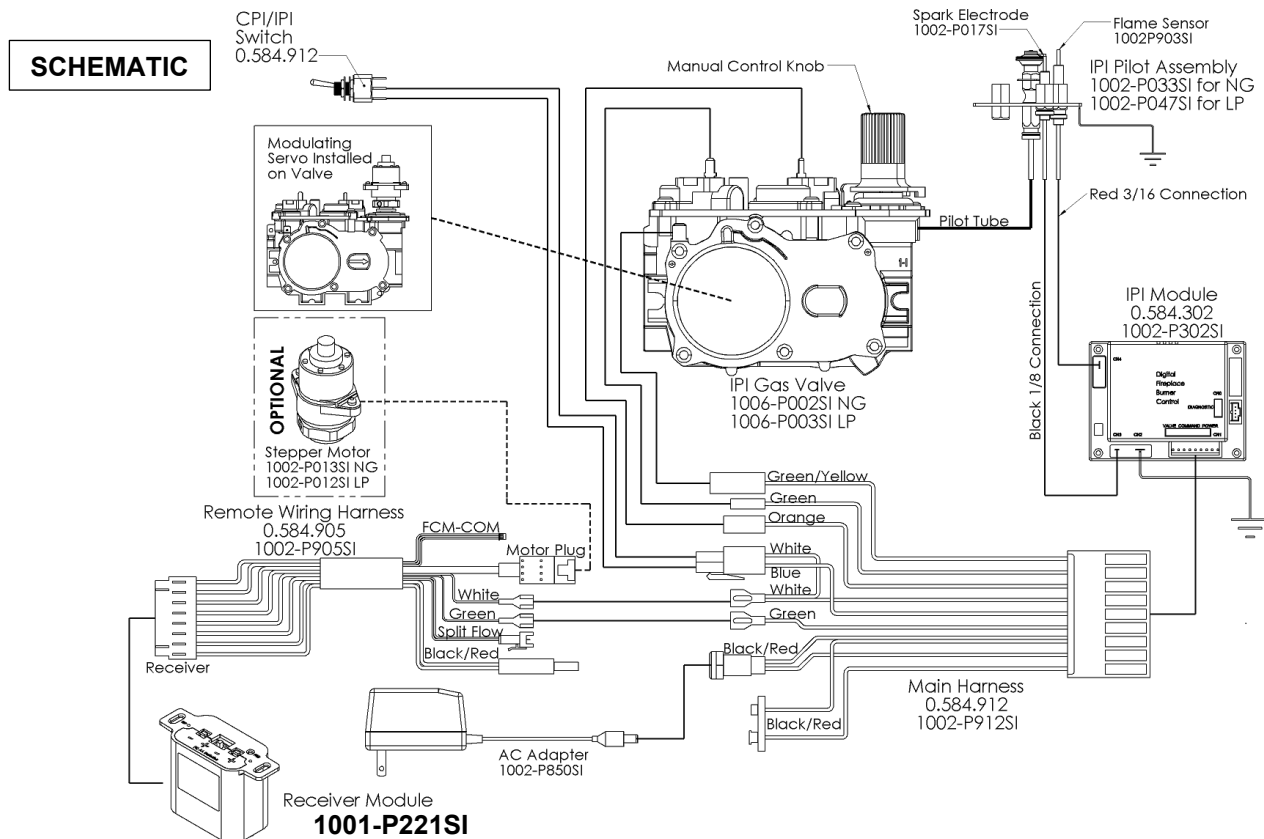 SCHEMATIC
CPI/IPI
Switch
0.584.912
Spark Electrode
1002-P017SI
Flame Sensor
1002P903SI
IPI Pilot Assembly
1002-P033SI for NG
1002-P047SI for LP
Manual Control Knob
Modulating
Servo Installed
on Valve
Red 3/16 Connection
Pilot Tube
IPI Module
0.584.302
1002-P302SI
Black 1/8 Connection
Digital
Fireplace
Burner
Control
DIAGNOSTIC
VALVE COMMAND POWER
CN4
CN3
CN2
CN1
IPI Gas Valve
1006-P002SI NG
1006-P003SI LP
OPTIONAL
Stepper Motor
1002-P013SI NG
1002-P012SI LP
Remote Wiring Harness
0.584.905
1002-P905SI
FCM-COM
Motor Plug
White
Green
Split Flow
Black/Red
Receiver
Green/Yellow
Green
Orange
White
Blue
White
Green
Black/Red
Black/Red
Main Harness
0.584.912
1002-P912SI
AC Adapter
1002-P850SI
Receiver Module
1001-P221SI